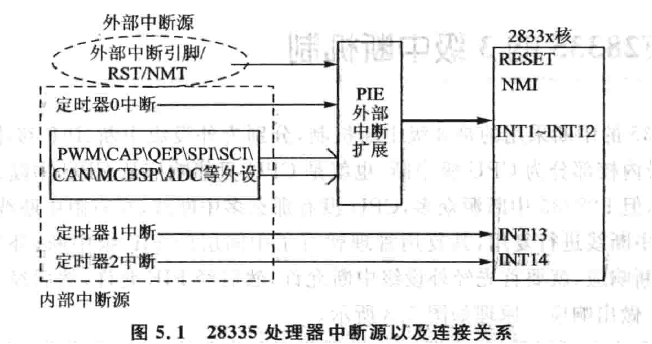 外部中断源
外部中断引脚/
RST/NMT
定时器0中断
PWM\CAP\QEP\SPI\SCI\
CAN\MCBSP\ADC等外设
定时器1中断
定时器2中断
内部中断源
PIE
外部
中断
扩展
2833x核
RESET
NMI
INT1~INT12
INT13
INT14
图 5.1 28335 处理器中断源以及连接关系